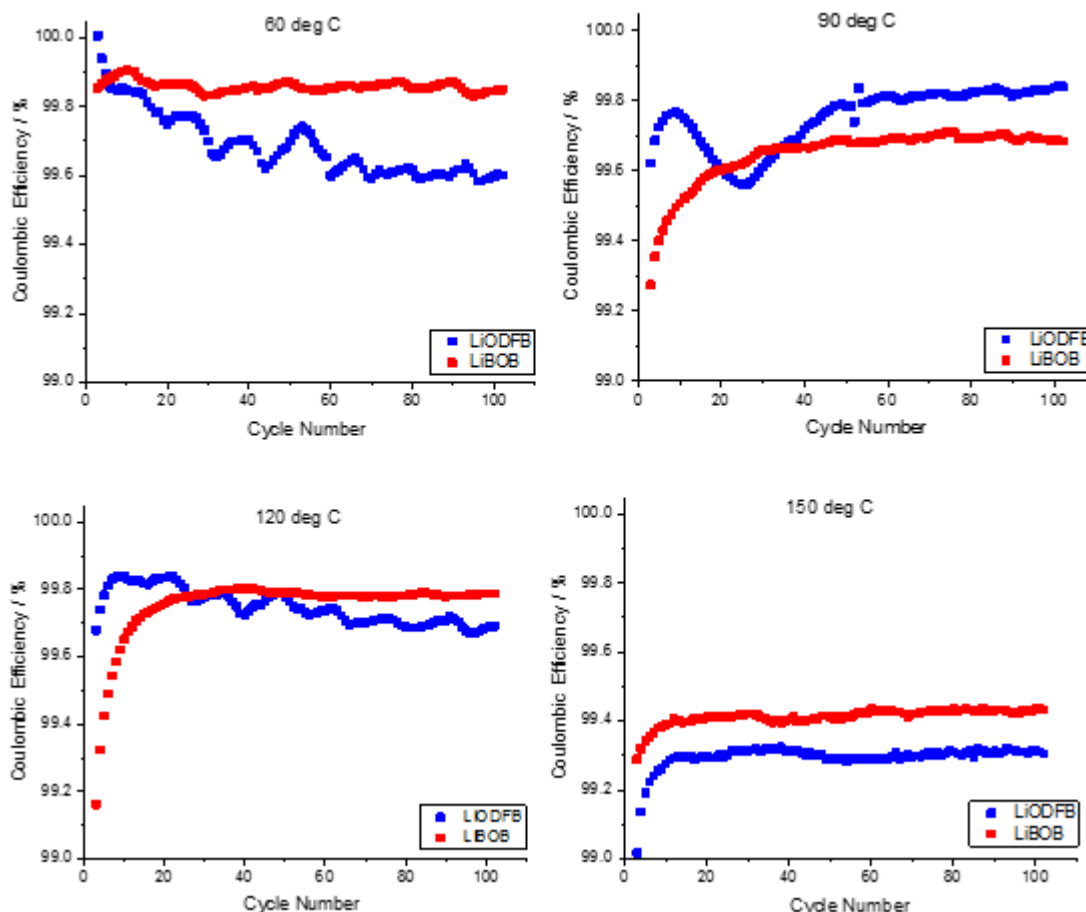 60 deg C
100.0
99.8
99.6
99.4
99.2
99.0
Coulombic Efficiency / %
LiODFB
LiBOB
0 20 40 60 80 100
Cycle Number
90 deg C
100.0
99.8
99.6
99.4
99.2
99.0
Coulombic Efficiency / %
LiODFB
LiBOB
0 20 40 60 80 100
Cycle Number
120 deg C
100.0
99.8
99.6
99.4
99.2
99.0
Coulombic Efficiency / %
LiODFB
LiBOB
0 20 40 60 80 100
Cycle Number
150 deg C
100.0
99.8
99.6
99.4
99.2
99.0
Coulombic Efficiency / %
LiODFB
LiBOB
0 20 40 60 80 100
Cycle Number